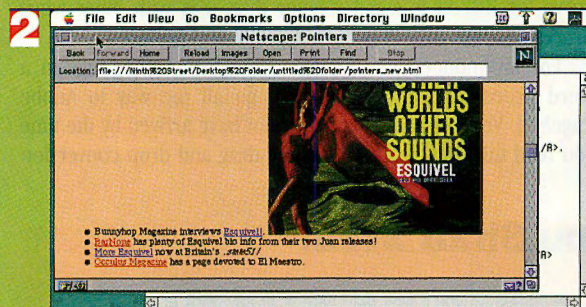 2
File Edit View Go Bookmarks Options Directory Window
Netscape: Pointers
Back Forward Home Reload Images Open Print Find Stop
N
Location: file:///Ninth%20Street/Desktop%20Folder/untitled%20folder/pointers_new.html
OTHER
WORLDS
OTHER
SOUNDS
ESQUIVEL
/A>.
Bunnyhop Magazine interviews Esquivel!.
BarNone has plenty of Esquivel bio info from their two Juan releases!
More Esquivel now at Britain's
Occulus Megazine has a page devoted to El Maestro.